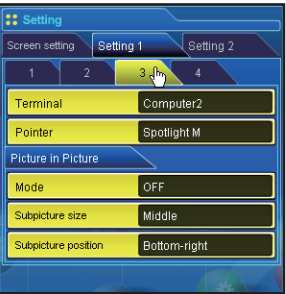 Setting
Screen setting Setting 1 Setting 2
1 2 3 4
Terminal Computer2
Pointer Spotlight M
Picture in Picture
Mode OFF
Subpicture size Middle
Subpicture position Bottom-right